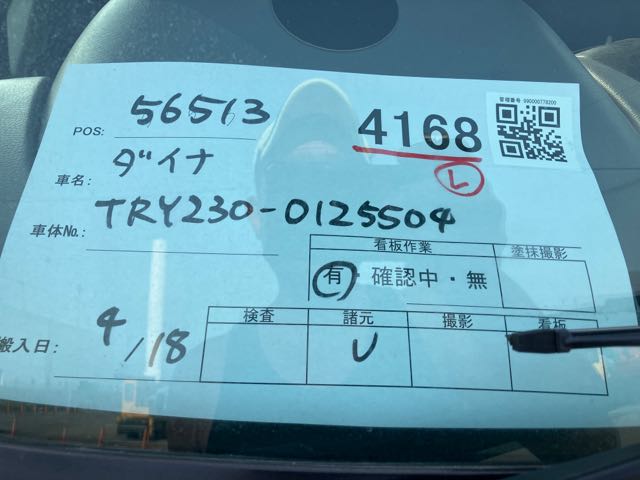 管理番号 990000778200
POS: 56513
4168
L
車名: ダイナ
車体No.: TRY230-0125504
看板作業 塗抹撮影
有・確認中・無
搬入日: 4/18
検査 諸元 撮影 看板
レ